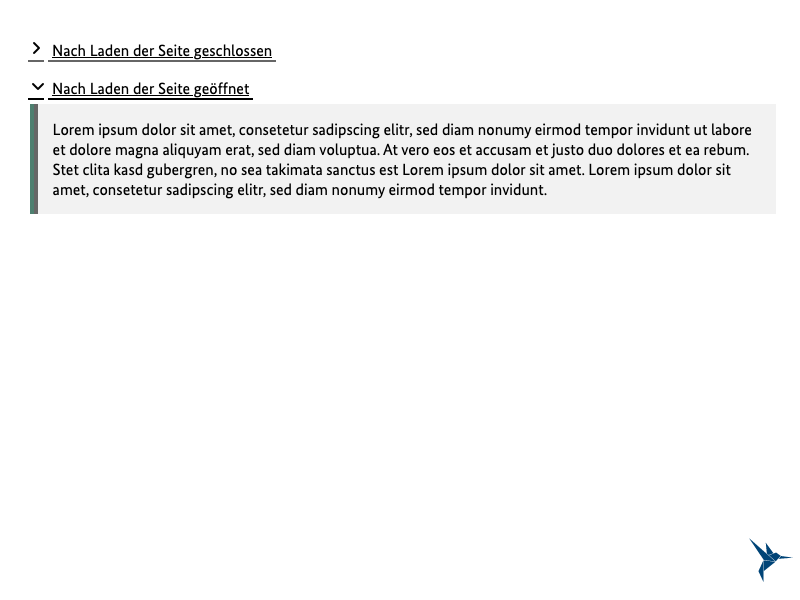 Nach Laden der Seite geschlossen
Nach Laden der Seite geöffnet
Lorem ipsum dolor sit amet, consetetur sadipscing elitr, sed diam nonumy eirmod tempor invidunt ut labore
et dolore magna aliquyam erat, sed diam voluptua. At vero eos et accusam et justo duo dolores et ea rebum.
Stet clita kasd gubergren, no sea takimata sanctus est Lorem ipsum dolor sit amet. Lorem ipsum dolor sit
amet, consetetur sadipscing elitr, sed diam nonumy eirmod tempor invidunt.